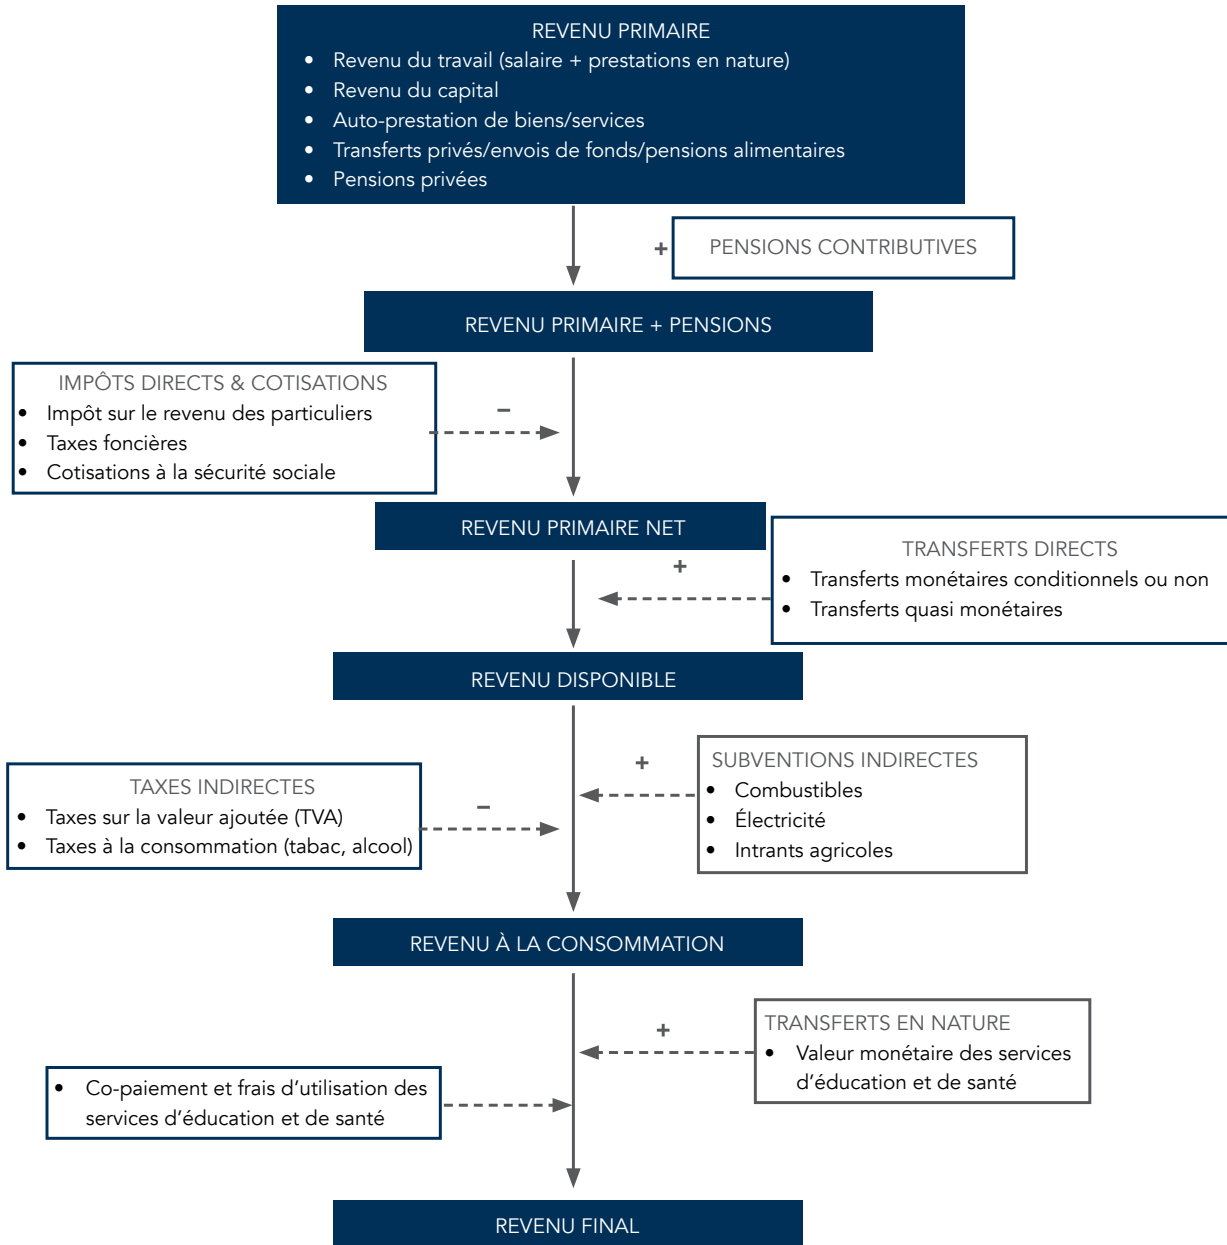 REVENU PRIMAIRE
• Revenu du travail (salaire + prestations en nature)
• Revenu du capital
• Auto-prestation de biens/services
• Transferts privés/envois de fonds/pensions alimentaires
• Pensions privées
+
PENSIONS CONTRIBUTIVES
REVENU PRIMAIRE + PENSIONS
IMPÔTS DIRECTS & COTISATIONS
• Impôt sur le revenu des particuliers
• Taxes foncières
• Cotisations à la sécurité sociale
–
REVENU PRIMAIRE NET
+
TRANSFERTS DIRECTS
• Transferts monétaires conditionnels ou non
• Transferts quasi monétaires
REVENU DISPONIBLE
TAXES INDIRECTES
• Taxes sur la valeur ajoutée (TVA)
• Taxes à la consommation (tabac, alcool)
–
+
SUBVENTIONS INDIRECTES
• Combustibles
• Électricité
• Intrants agricoles
REVENU À LA CONSOMMATION
+
TRANSFERTS EN NATURE
• Valeur monétaire des services
d'éducation et de santé
• Co-paiement et frais d'utilisation des
services d'éducation et de santé
REVENU FINAL